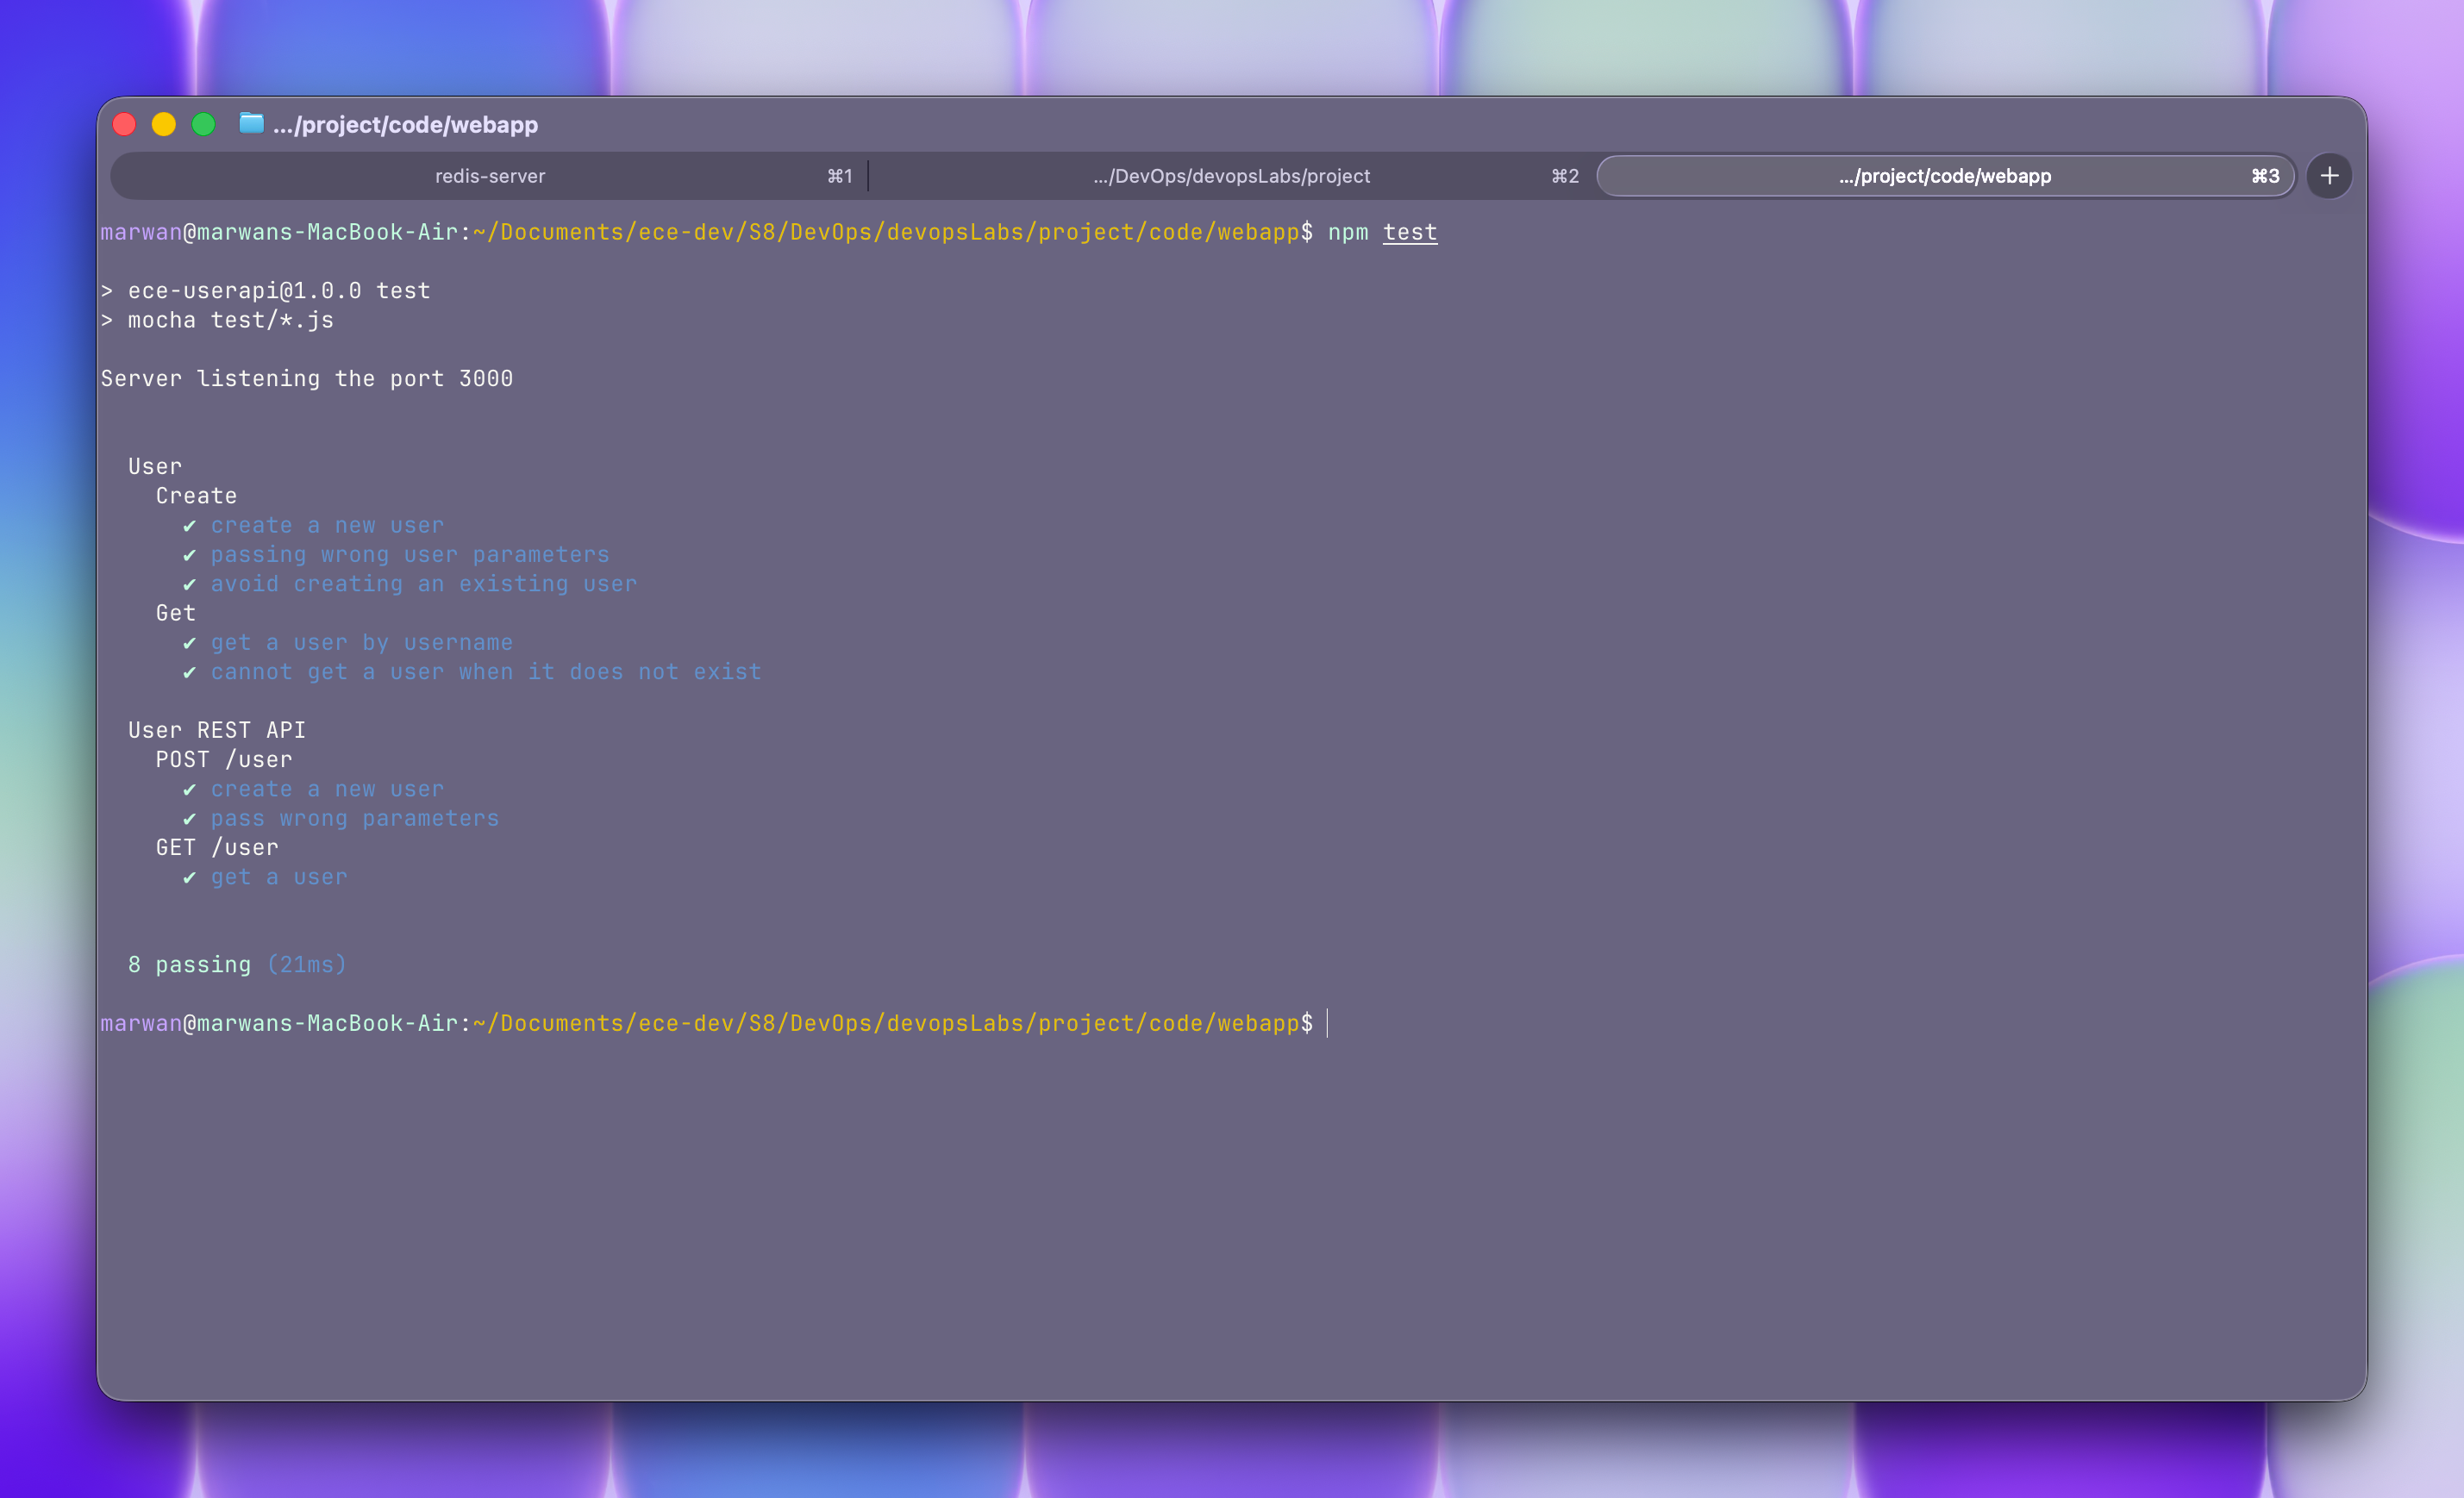 .../project/code/webapp
redis-server ⌘1 .../DevOps/devopsLabs/project ⌘2 .../project/code/webapp ⌘3 +
marwan@marwans-MacBook-Air:~/Documents/ece-dev/S8/DevOps/devopsLabs/project/code/webapp$ npm test
> ece-userapi@1.0.0 test
> mocha test/*.js
Server listening the port 3000
User
Create
✔ create a new user
✔ passing wrong user parameters
✔ avoid creating an existing user
Get
✔ get a user by username
✔ cannot get a user when it does not exist
User REST API
POST /user
✔ create a new user
✔ pass wrong parameters
GET /user
✔ get a user
8 passing (21ms)
marwan@marwans-MacBook-Air:~/Documents/ece-dev/S8/DevOps/devopsLabs/project/code/webapp$